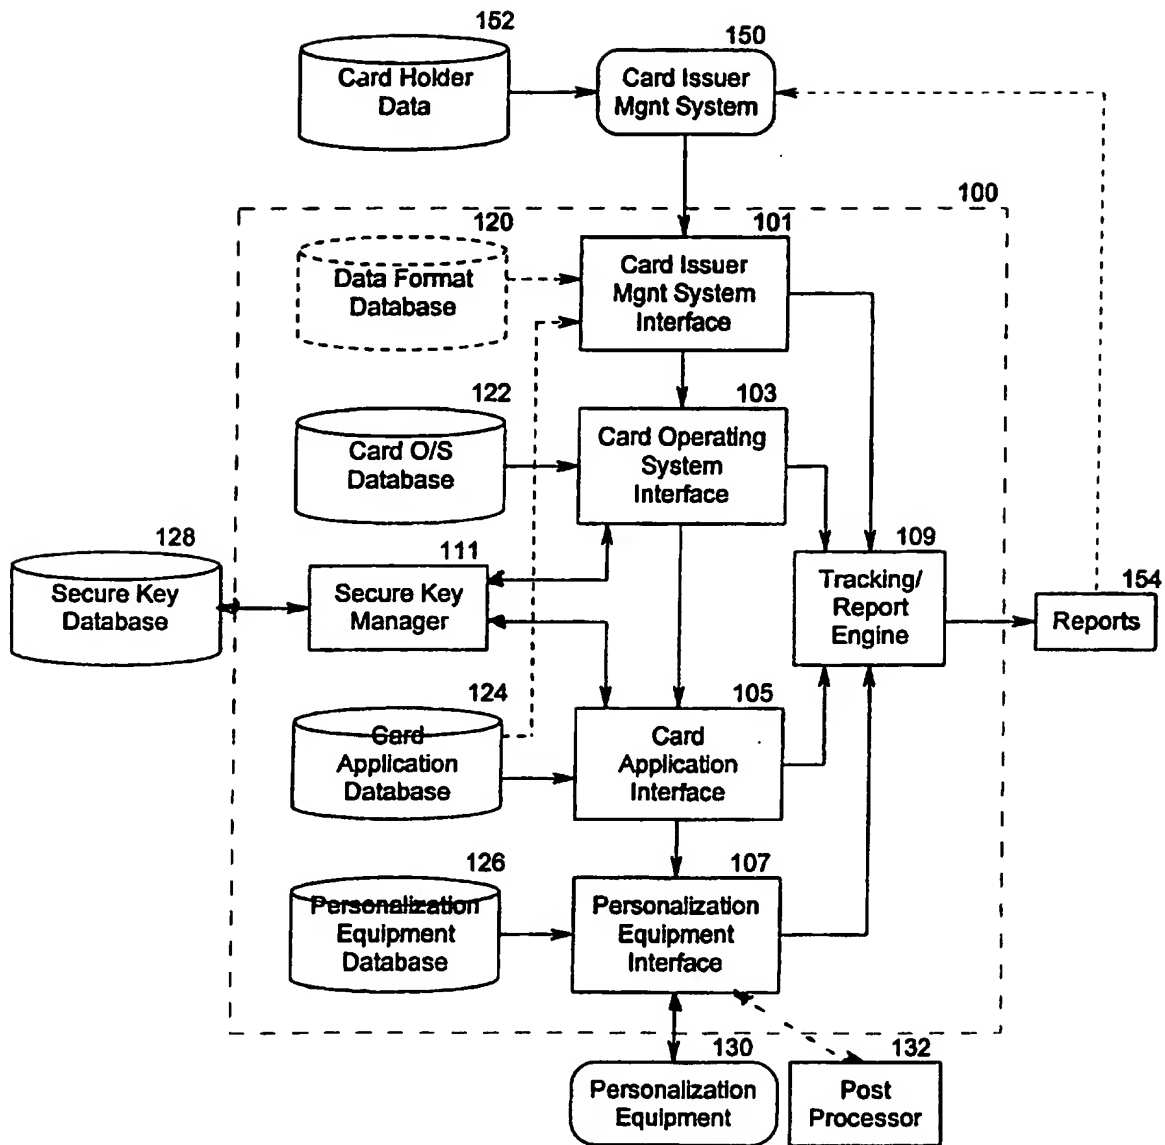 152
150
Card Holder
Data
Card Issuer
Mgnt System
100
120
101
Data Format
Database
Card Issuer
Mgnt System
Interface
122
103
Card O/S
Database
Card Operating
System
Interface
128
111
109
154
Secure Key
Database
Secure Key
Manager
Tracking/
Report
Engine
Reports
124
105
Card
Application
Database
Card
Application
Interface
126
107
Personalization
Equipment
Database
Personalization
Equipment
Interface
130
132
Personalization
Equipment
Post
Processor